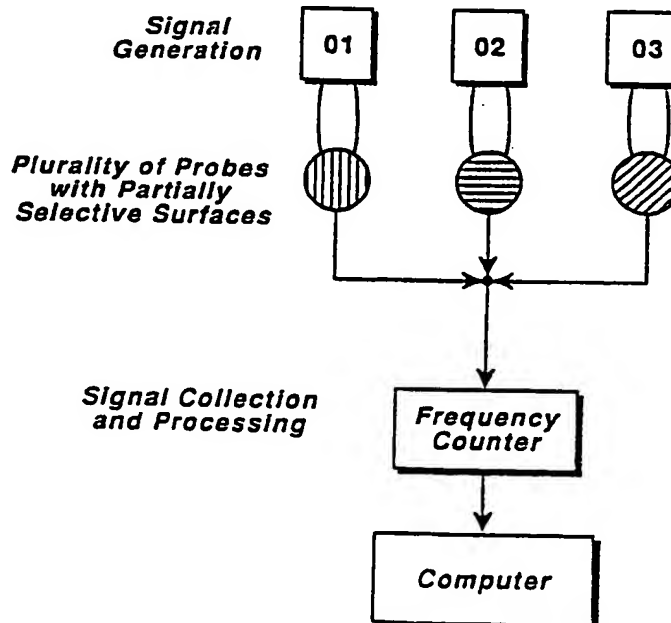 Signal
Generation
01
02
03
Plurality of Probes
with Partially
Selective Surfaces
Signal Collection
and Processing
Frequency
Counter
Computer